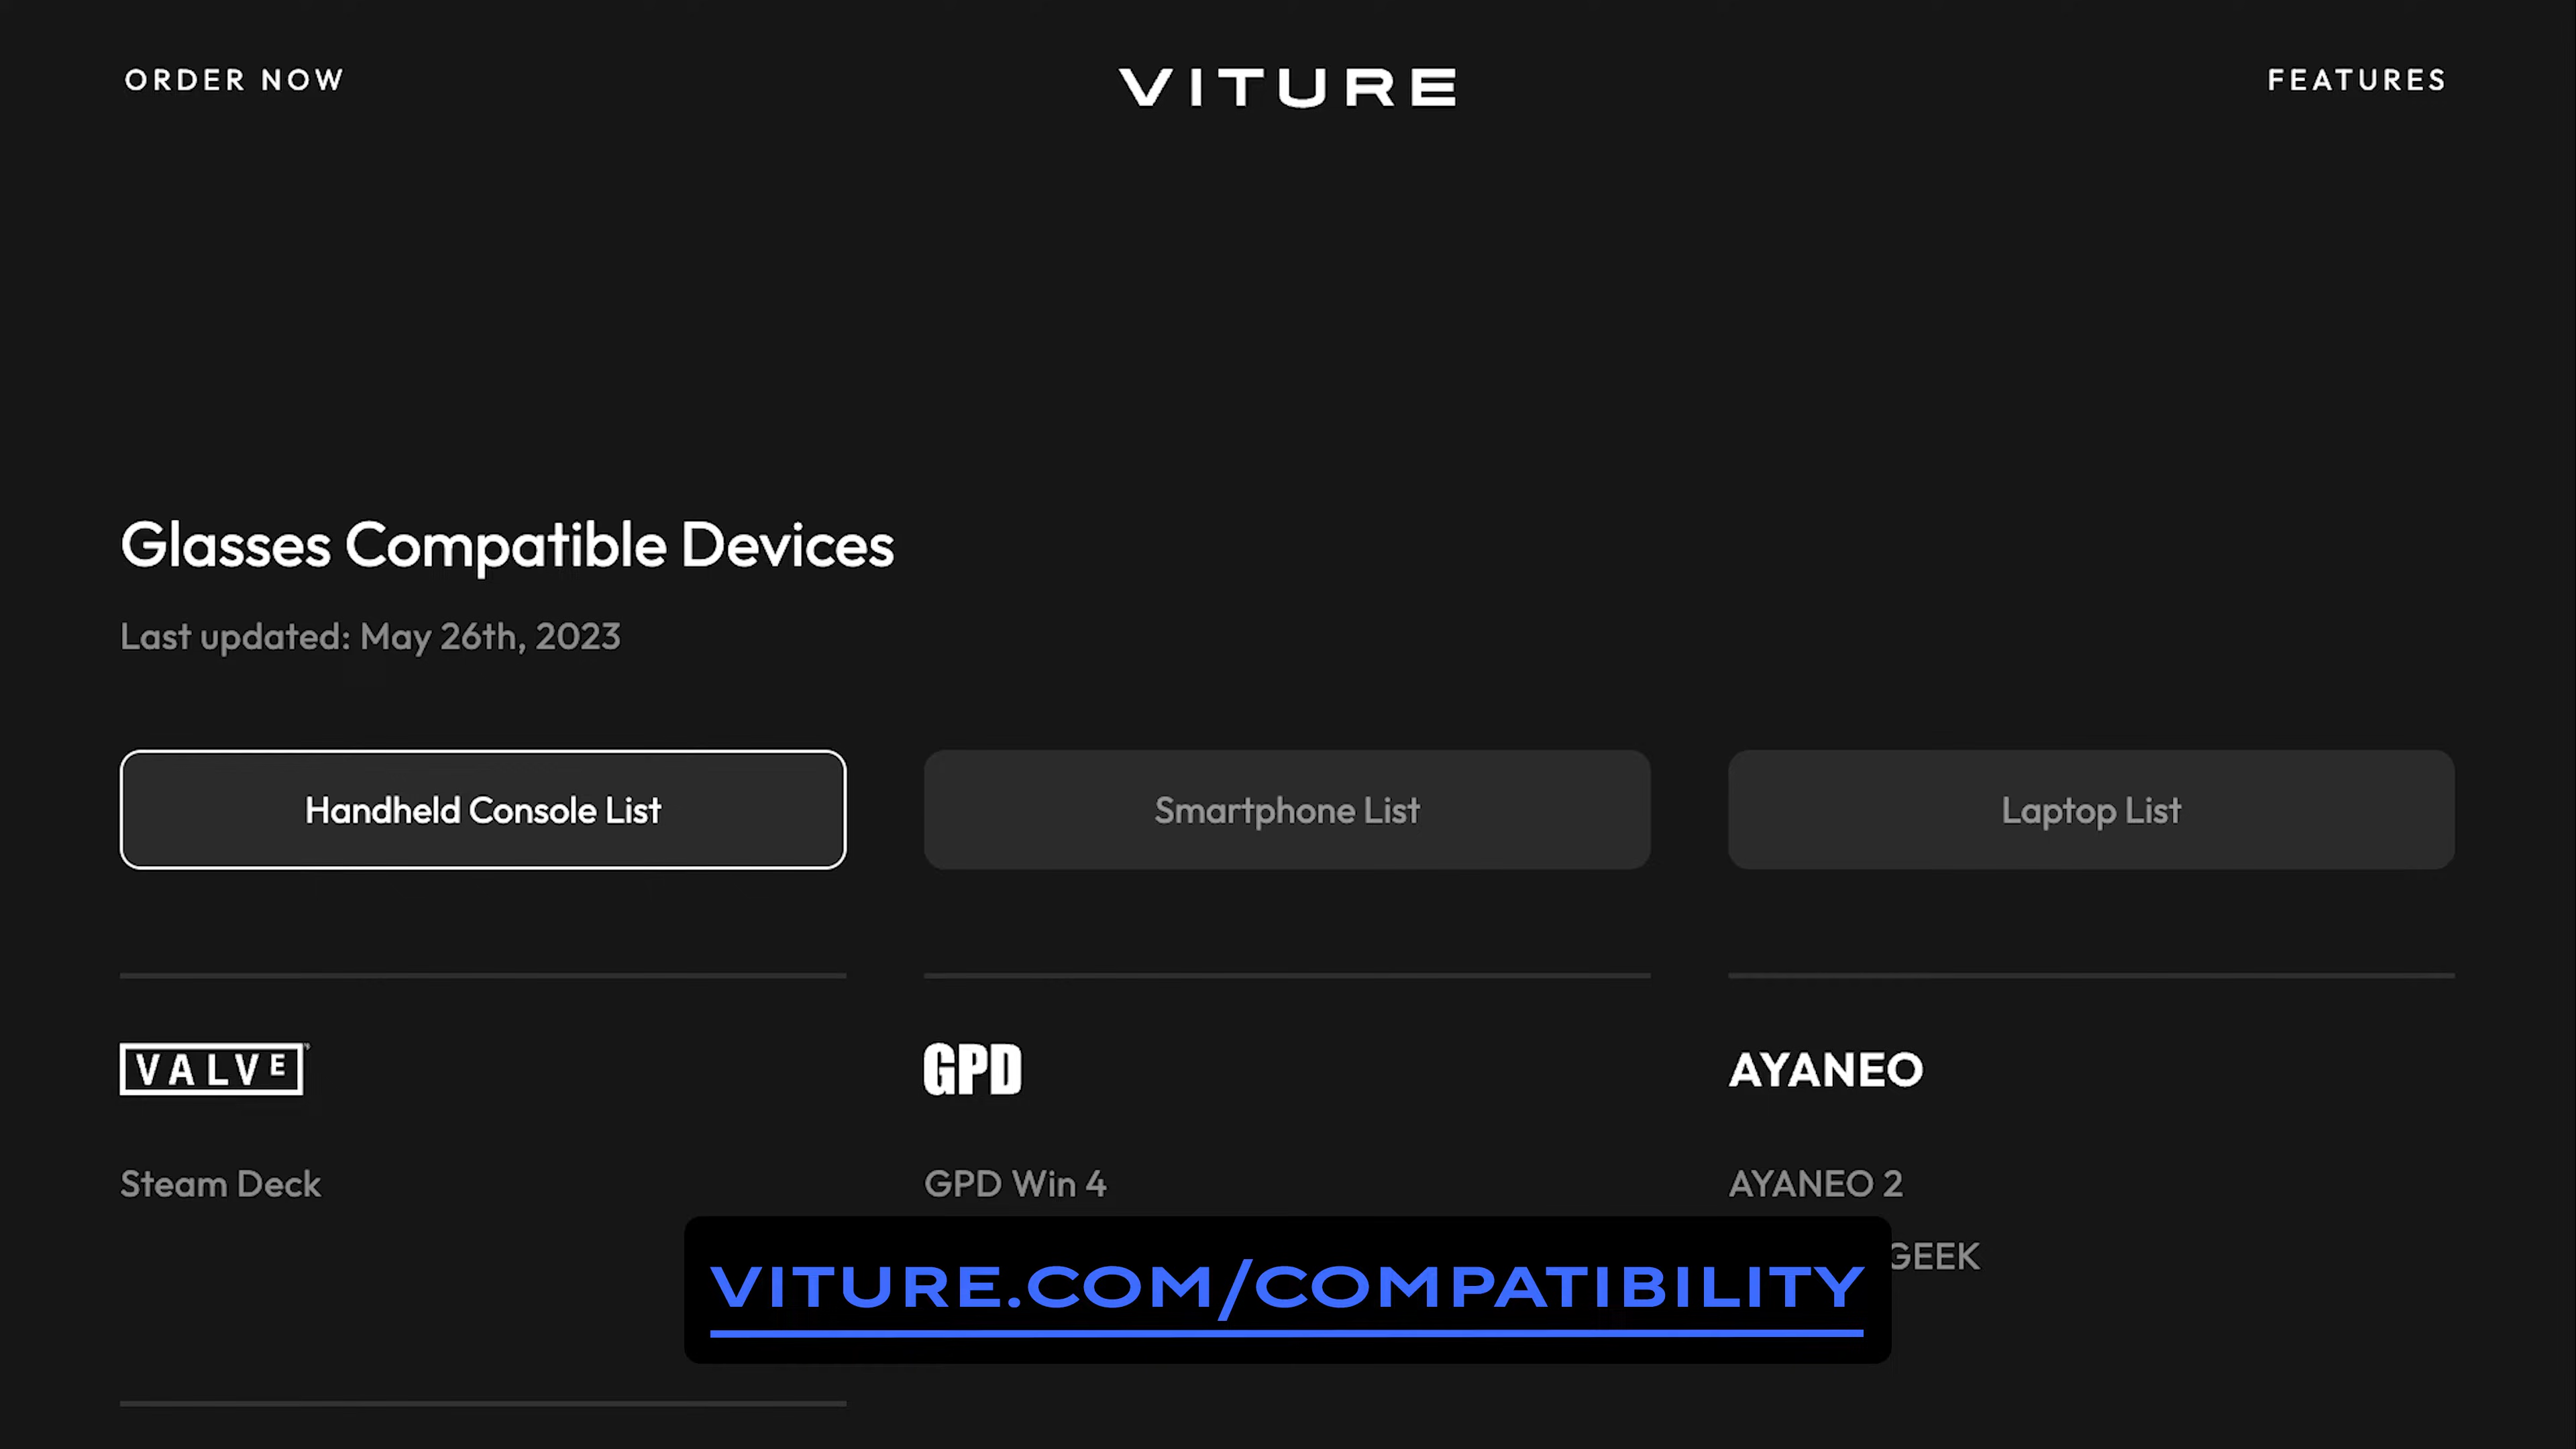 ORDER NOW
VITURE
FEATURES
Glasses Compatible Devices
Last updated: May 26th, 2023
Handheld Console List
Smartphone List
Laptop List
VALVE
GPD
AYANEO
Steam Deck
GPD Win 4
AYANEO 2
GEEK
VITURE.COM/COMPATIBILITY